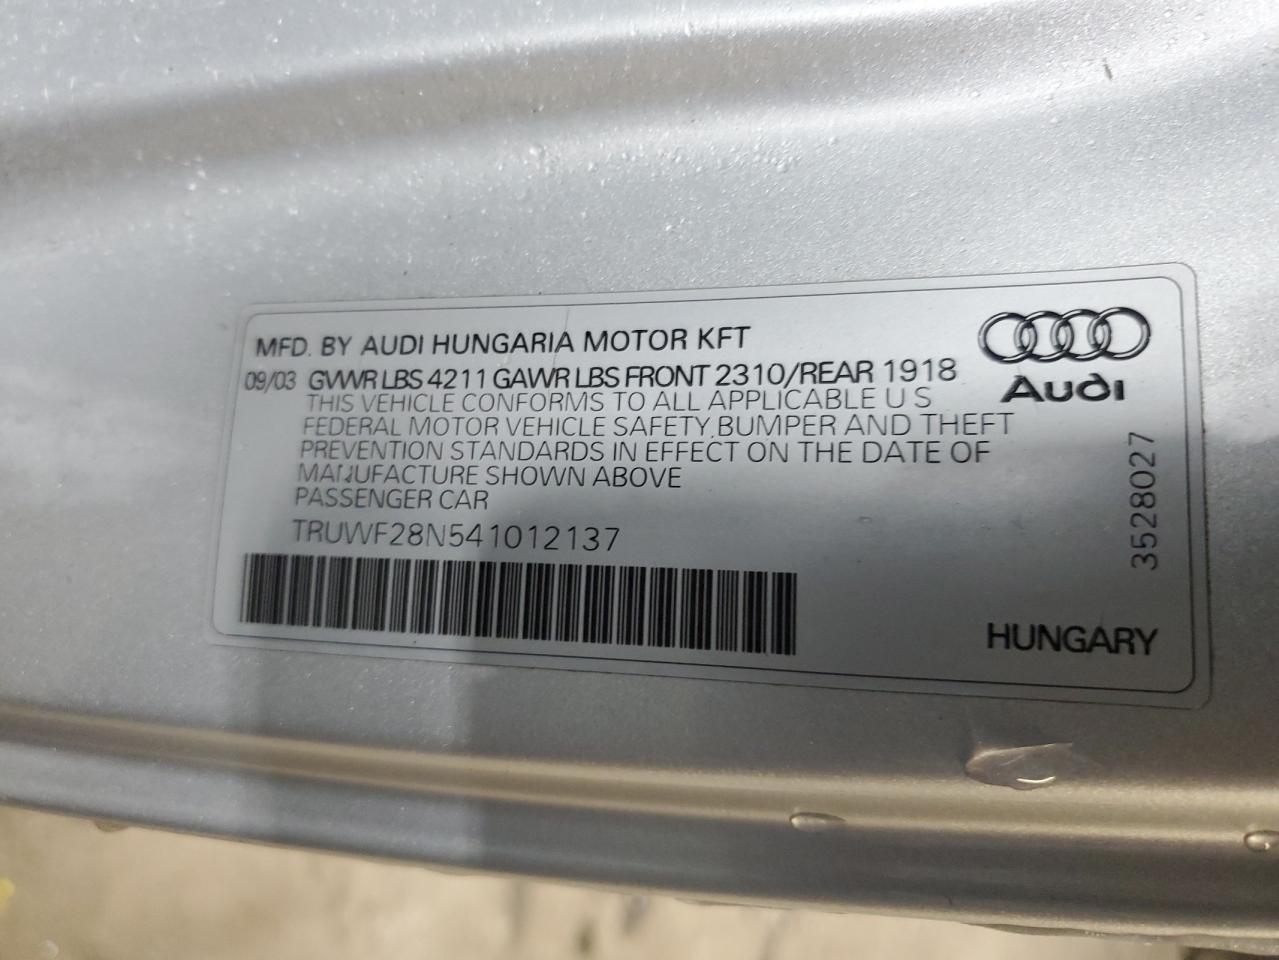 MFD. BY AUDI HUNGARIA MOTOR KFT
09/03 GVWR LBS 4211 GAWR LBS FRONT 2310/REAR 1918
THIS VEHICLE CONFORMS TO ALL APPLICABLE U S
FEDERAL MOTOR VEHICLE SAFETY, BUMPER AND THEFT
PREVENTION STANDARDS IN EFFECT ON THE DATE OF
MANUFACTURE SHOWN ABOVE
PASSENGER CAR
TRUWF28N541012137
Audi
3528027
HUNGARY